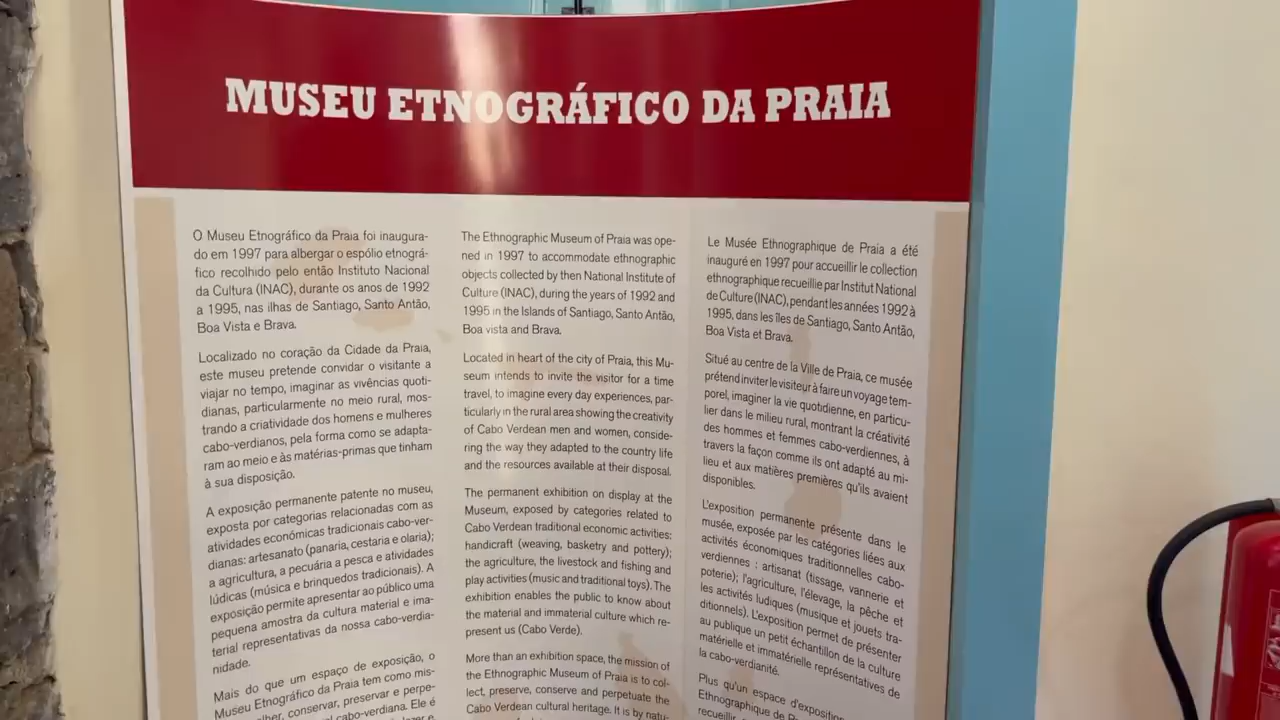 MUSEU ETNOGRÁFICO DA PRAIA
O Museu Etnográfico da Praia foi inaugura-
do em 1997 para albergar o espólio etnográ-
fico recolhido pelo então Instituto Nacional
da Cultura (INAC), durante os anos de 1992
a 1995, nas ilhas de Santiago, Santo Antão,
Boa Vista e Brava.
Localizado no coração da Cidade da Praia,
este museu pretende convidar o visitante a
viajar no tempo, imaginar as vivências quoti-
dianas, particularmente no meio rural, mos-
trando a criatividade dos homens e mulheres
cabo-verdianos, pela forma como se adapta-
ram ao meio e às matérias-primas que tinham
à sua disposição.
A exposição permanente patente no museu,
exposta por categorias relacionadas com as
atividades económicas tradicionais cabo-ver-
dianas: artesanato (panaria, cestaria e olaria);
a agricultura, a pecuária a pesca e atividades
lúdicas (música e brinquedos tradicionais). A
exposição permite apresentar ao público uma
pequena amostra da cultura material e ima-
terial representativas da nossa cabo-verdia-
nidade.
Mais do que um espaço de exposição, o
Museu Etnográfico da Praia tem como mis-
conservar, preservar e perpe-
cabo-verdiana. Ele é
The Ethnographic Museum of Praia was ope-
ned in 1997 to accommodate ethnographic
objects collected by then National Institute of
Culture (INAC), during the years of 1992 and
1995 in the Islands of Santiago, Santo Antão,
Boa vista and Brava.
Located in heart of the city of Praia, this Mu-
seum intends to invite the visitor for a time
travel, to imagine every day experiences, par-
ticularly in the rural area showing the creativity
of Cabo Verdean men and women, conside-
ring the way they adapted to the country life
and the resources available at their disposal.
The permanent exhibition on display at the
Museum, exposed by categories related to
Cabo Verdean traditional economic activities:
handicraft (weaving, basketry and pottery);
the agriculture, the livestock and fishing and
play activities (music and traditional toys). The
exhibition enables the public to know about
the material and immaterial culture which re-
present us (Cabo Verde).
More than an exhibition space, the mission of
the Ethnographic Museum of Praia is to col-
lect, preserve, conserve and perpetuate the
Cabo Verdean cultural heritage. It is by natu-
Le Musée Ethnographique de Praia a été
inauguré en 1997 pour accueillir le collection
ethnographique recueillie par Institut National
de Culture (INAC), pendant les années 1992 à
1995, dans les îles de Santiago, Santo Antão,
Boa Vista et Brava.
Situé au centre de la Ville de Praia, ce musée
prétend inviter le visiteur à faire un voyage tem-
porel, imaginer la vie quotidienne, en particu-
lier dans le milieu rural, montrant la créativité
des hommes et femmes cabo-verdiennes, à
travers la façon comme ils ont adapté au mi-
lieu et aux matières premières qu'ils avaient
disponibles.
L'exposition permanente présente dans le
musée, exposée par les catégories liées aux
activités économiques traditionnelles cabo-
verdiennes : artisanat (tissage, vannerie et
poterie); l'agriculture, l'élevage, la pêche et
les activités ludiques (musique et jouets tra-
ditionnels). L'exposition permet de présenter
au publique un petit échantillon de la culture
matérielle et immatérielle représentatives de
la cabo-verdianité.
Plus qu'un espace d'exposition
Ethnographique de
recueillir